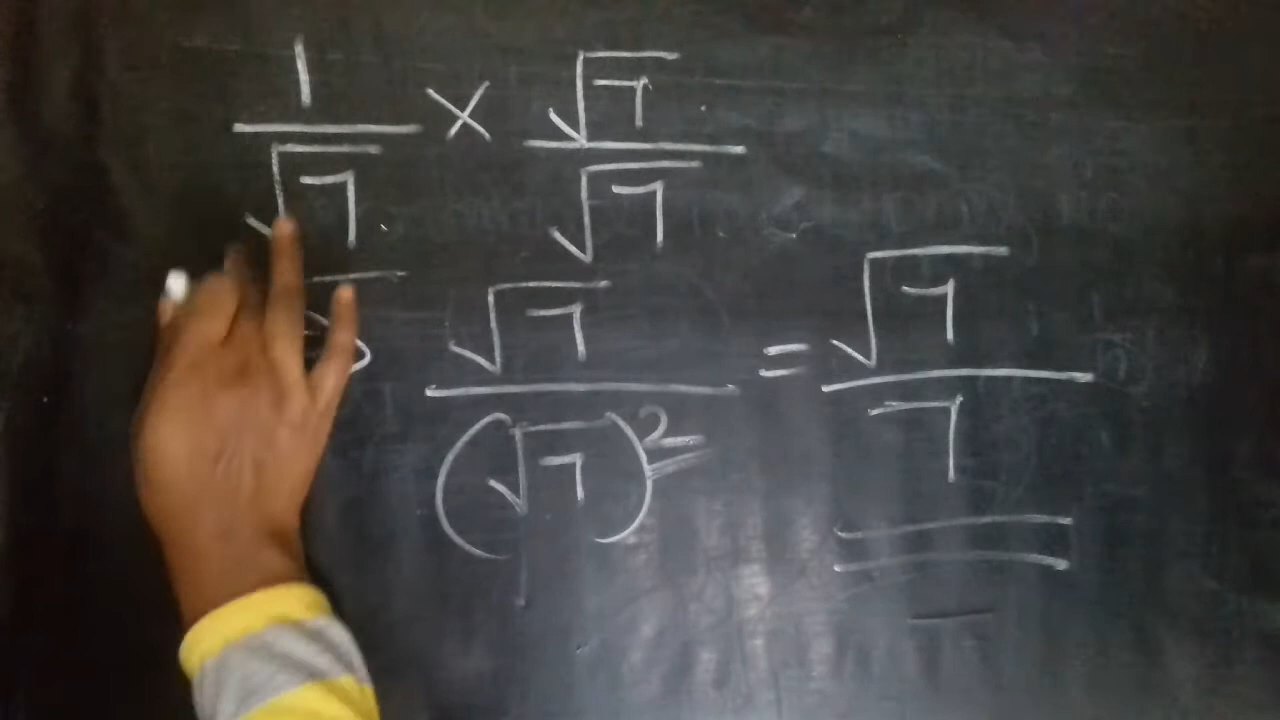 1/√7 × √7/√7
√7/(√7)² = √7/7